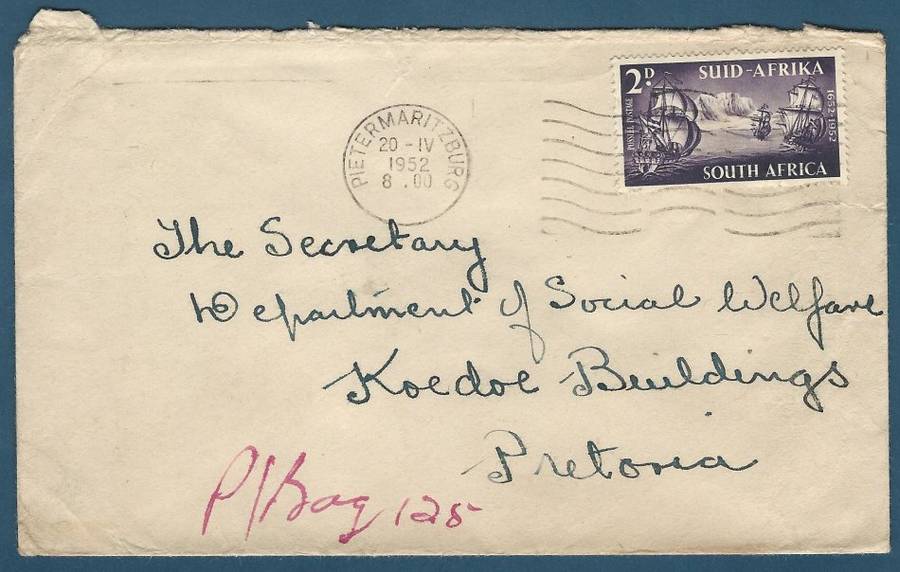 2D.
SUID-AFRIKA
POSSEEL POSTAGE
1652-1952
SOUTH AFRICA
PIETERMARITZBURG
20-IV
1952
8.00
The Secretary
Department of Social Welfare
Koedoe Buildings
Pretoria
P/Bag 125